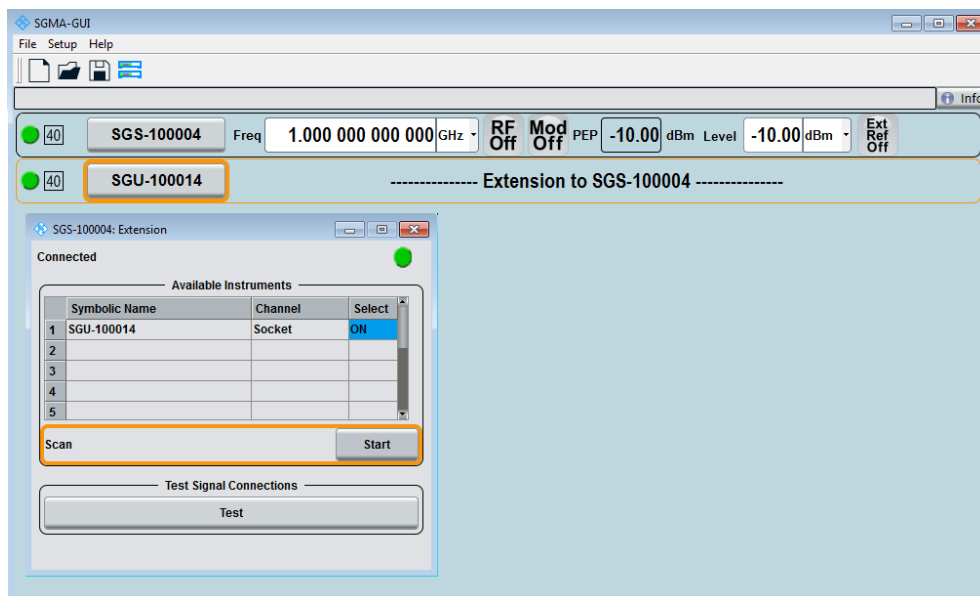 SGMA-GUI
File Setup Help
Info
40 SGS-100004 Freq 1.000 000 000 000 GHz RF Off Mod Off PEP -10.00 dBm Level -10.00 dBm Ext Ref Off
40 SGU-100014 --------------- Extension to SGS-100004 ---------------
SGS-100004: Extension
Connected
Available Instruments
Symbolic Name Channel Select
1 SGU-100014 Socket ON
2
3
4
5
Scan Start
Test Signal Connections
Test